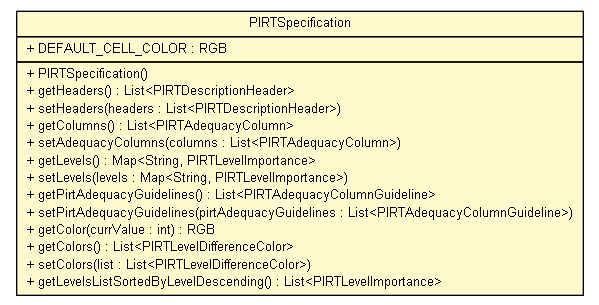 PIRTSpecification
+ DEFAULT_CELL_COLOR : RGB
+ PIRTSpecification()
+ getHeaders() : List<PIRTDescriptionHeader>
+ setHeaders(headers : List<PIRTDescriptionHeader>)
+ getColumns() : List<PIRTAdequacyColumn>
+ setAdequacyColumns(columns : List<PIRTAdequacyColumn>)
+ getLevels() : Map<String, PIRTLevelImportance>
+ setLevels(levels : Map<String, PIRTLevelImportance>)
+ getPirtAdequacyGuidelines() : List<PIRTAdequacyColumnGuideline>
+ setPirtAdequacyGuidelines(pirtAdequacyGuidelines : List<PIRTAdequacyColumnGuideline>)
+ getColor(currValue : int) : RGB
+ getColors() : List<PIRTLevelDifferenceColor>
+ setColors(list : List<PIRTLevelDifferenceColor>)
+ getLevelsListSortedByLevelDescending() : List<PIRTLevelImportance>